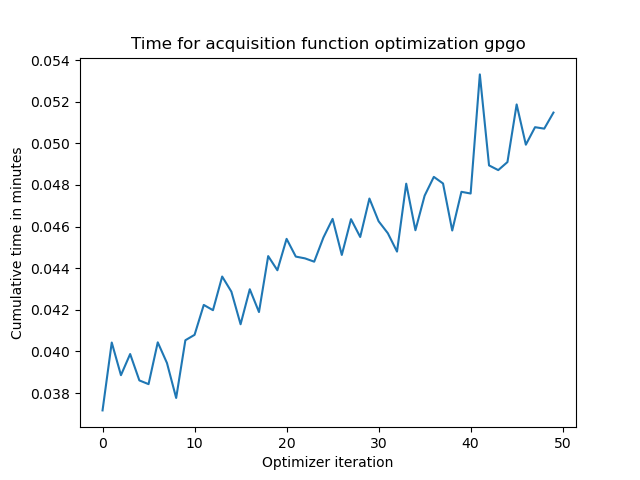 Time for acquisition function optimization gpgo
0.054
0.052
0.050
0.048
0.046
0.044
0.042
0.040
0.038
Cumulative time in minutes
0 10 20 30 40 50
Optimizer iteration